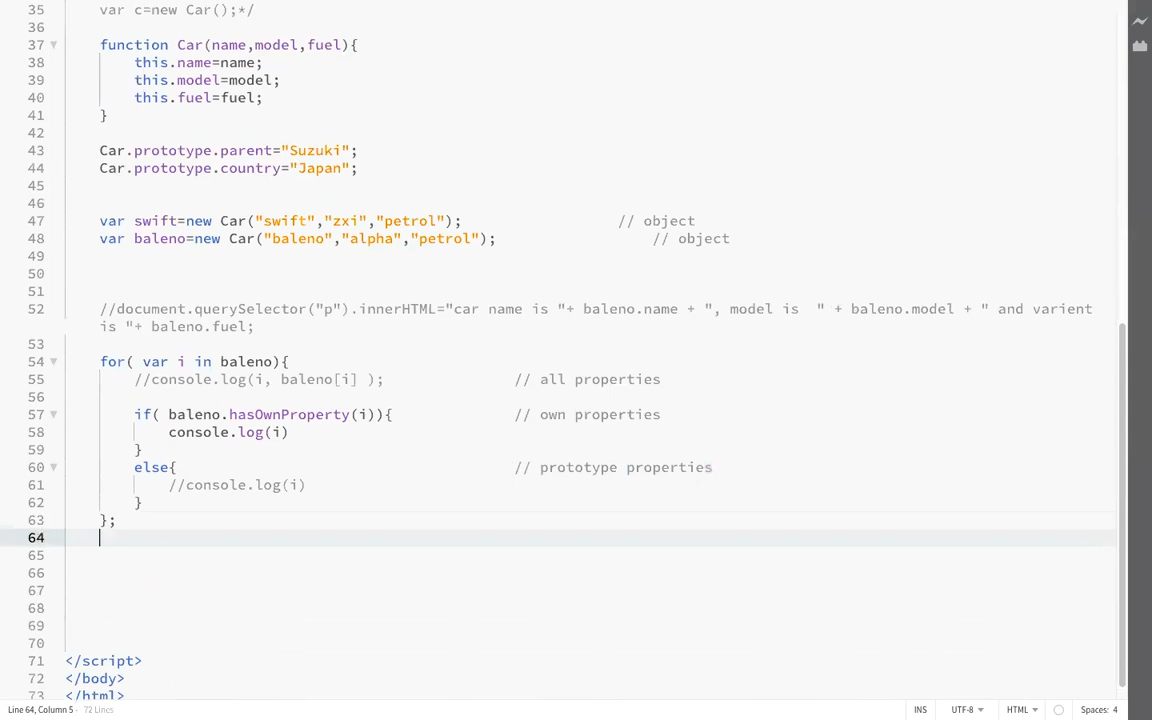 35 var c=new Car();*/
36
37 function Car(name,model,fuel){
38 this.name=name;
39 this.model=model;
40 this.fuel=fuel;
41 }
42
43 Car.prototype.parent="Suzuki";
44 Car.prototype.country="Japan";
45
46
47 var swift=new Car("swift","zxi","petrol"); // object
48 var baleno=new Car("baleno","alpha","petrol"); // object
49
50
51
52 //document.querySelector("p").innerHTML="car name is "+ baleno.name + ", model is  " + baleno.model + " and varient
is "+ baleno.fuel;
53
54 for( var i in baleno){
55 //console.log(i, baleno[i] ); // all properties
56
57 if( baleno.hasOwnProperty(i)){ // own properties
58 console.log(i)
59 }
60 else{ // prototype properties
61 //console.log(i)
62 }
63 };
64
65
66
67
68
69
70
71 </script>
72 </body>
73 </html>
Line 64, Column 5 - 72 Lines INS UTF-8 HTML Spaces: 4